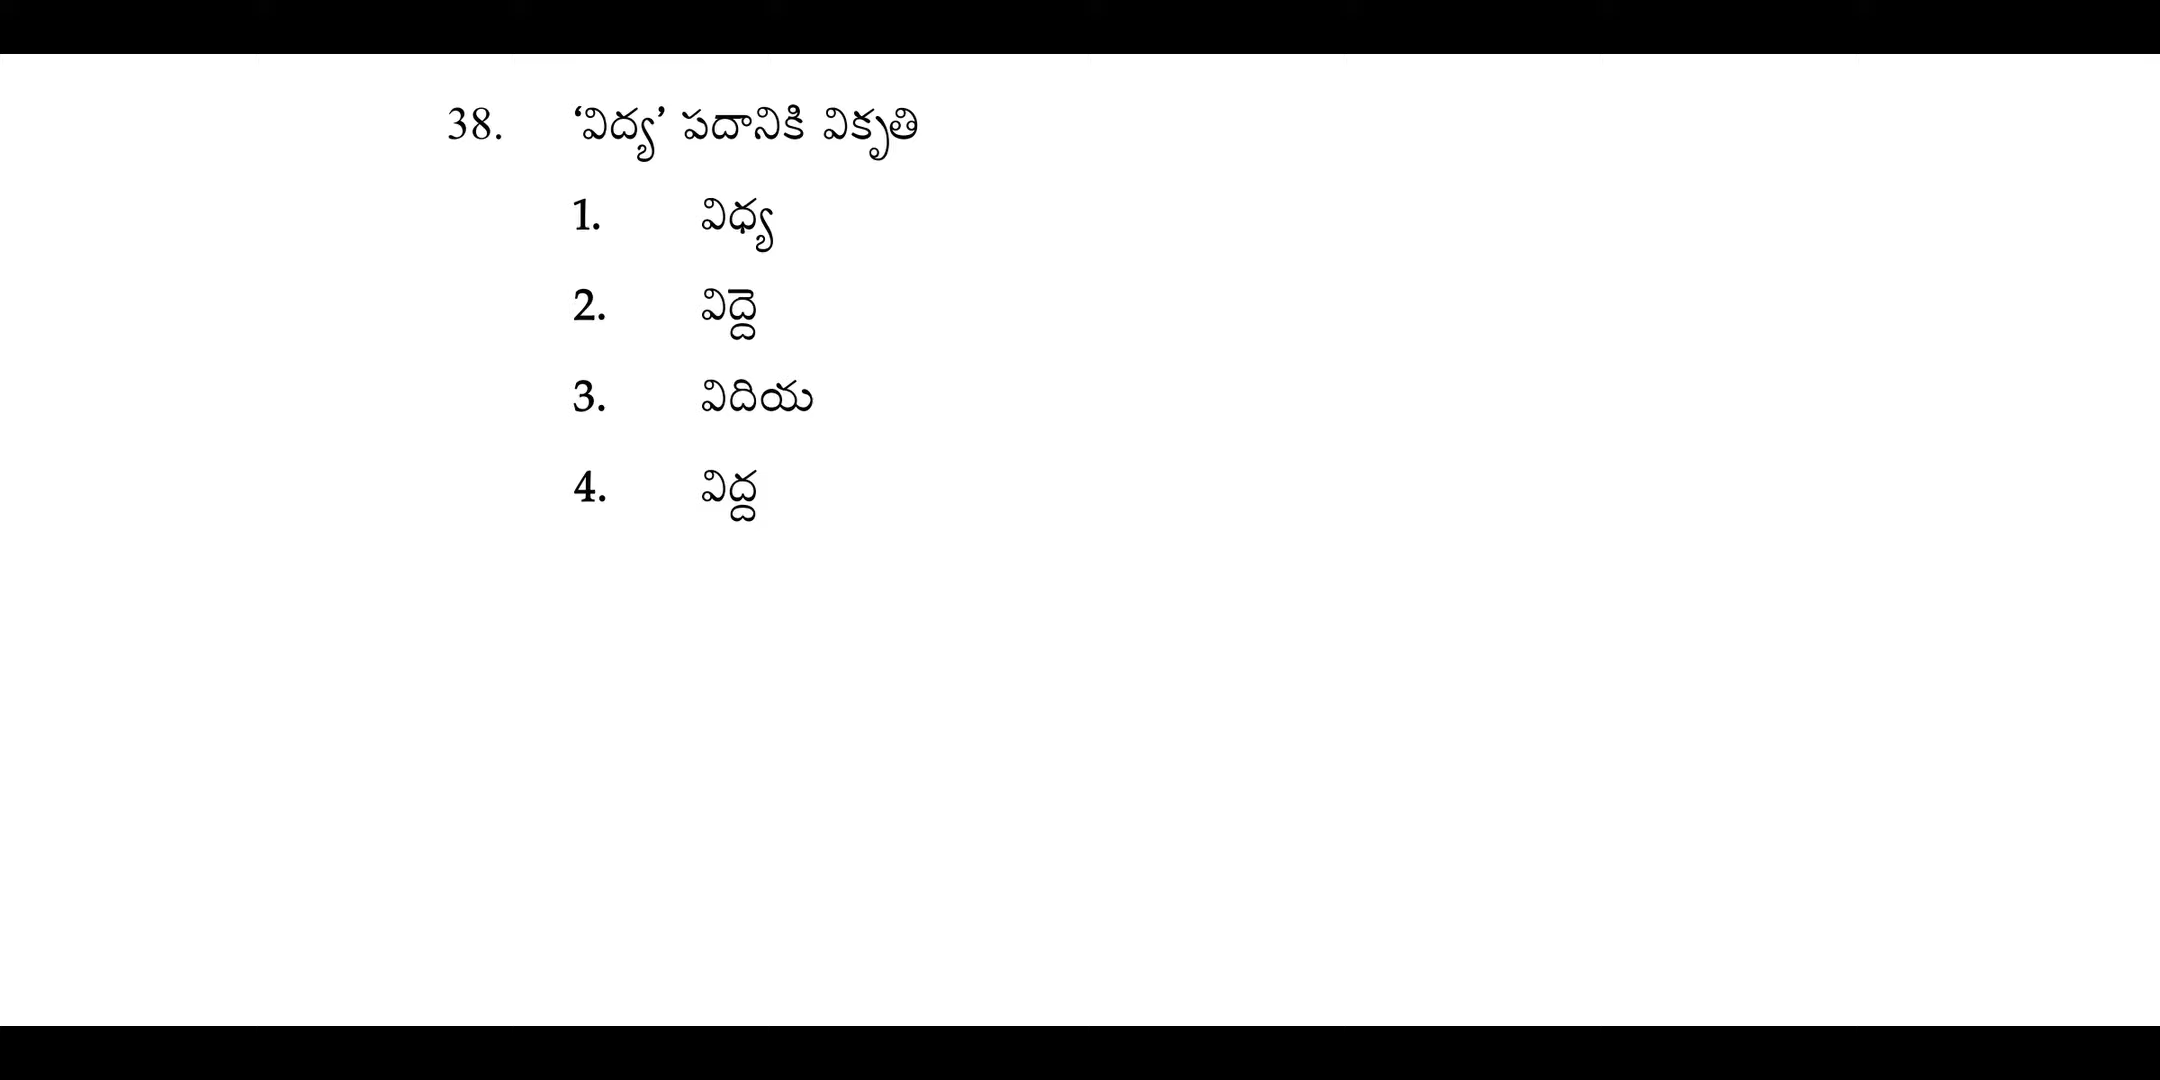 38. ‘విద్య’ పదానికి వికృతి
1. విధ్య
2. విద్దె
3. విదియ
4. విద్ద